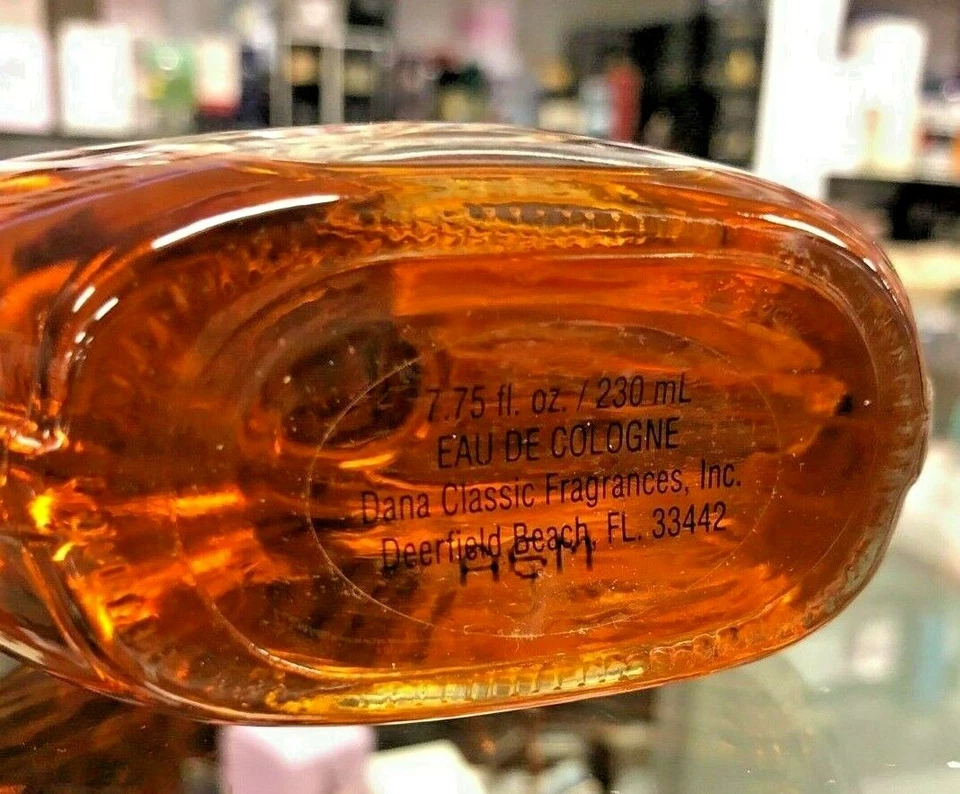 7.75 fl. oz. / 230 mL
EAU DE COLOGNE
Dana Classic Fragrances, Inc.
Deerfield Beach, FL. 33442